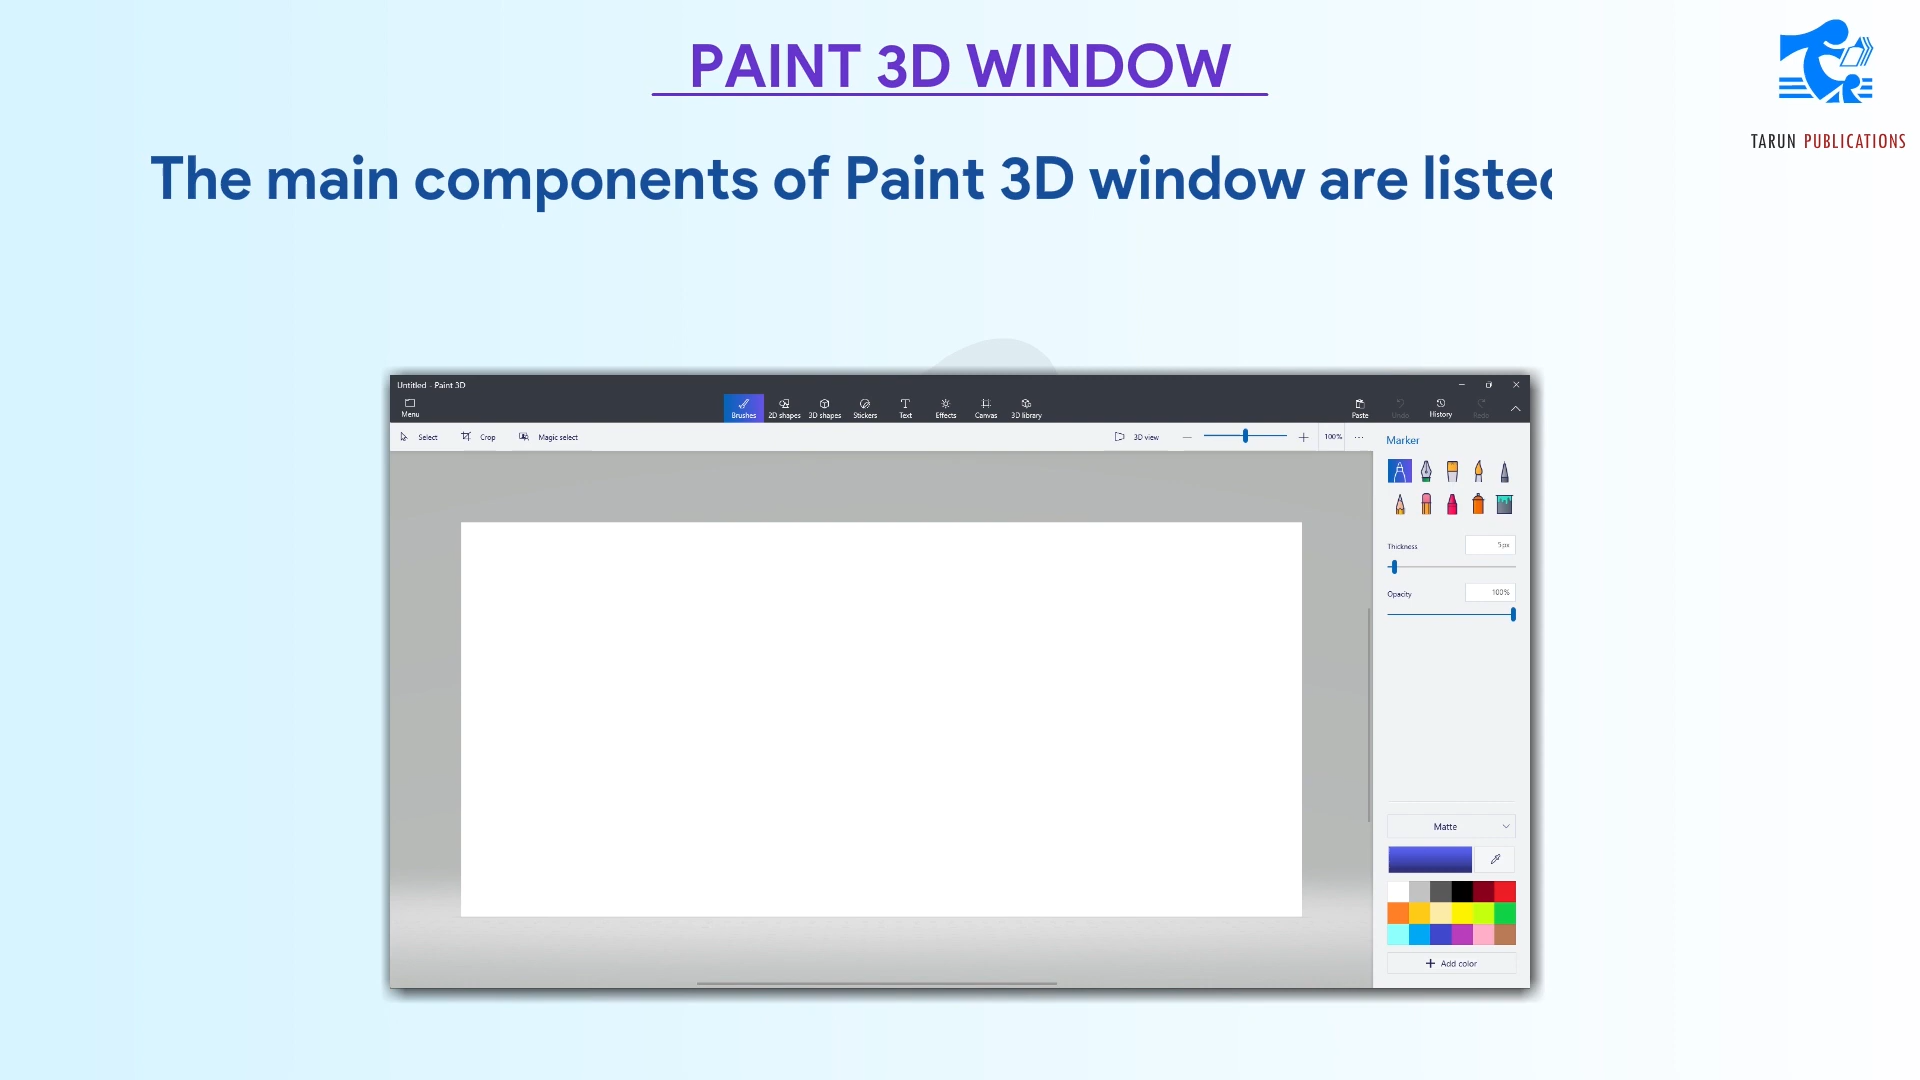 PAINT 3D WINDOW
TARUN PUBLICATIONS
The main components of Paint 3D window are listed
Untitled - Paint 3D
Menu
Brushes 2D shapes 3D shapes Stickers Text Effects Canvas 3D library
Paste Undo History Redo
Select Crop Magic select
3D view 100% ...
Marker
Thickness 5px
Opacity 100%
Matte
Add color